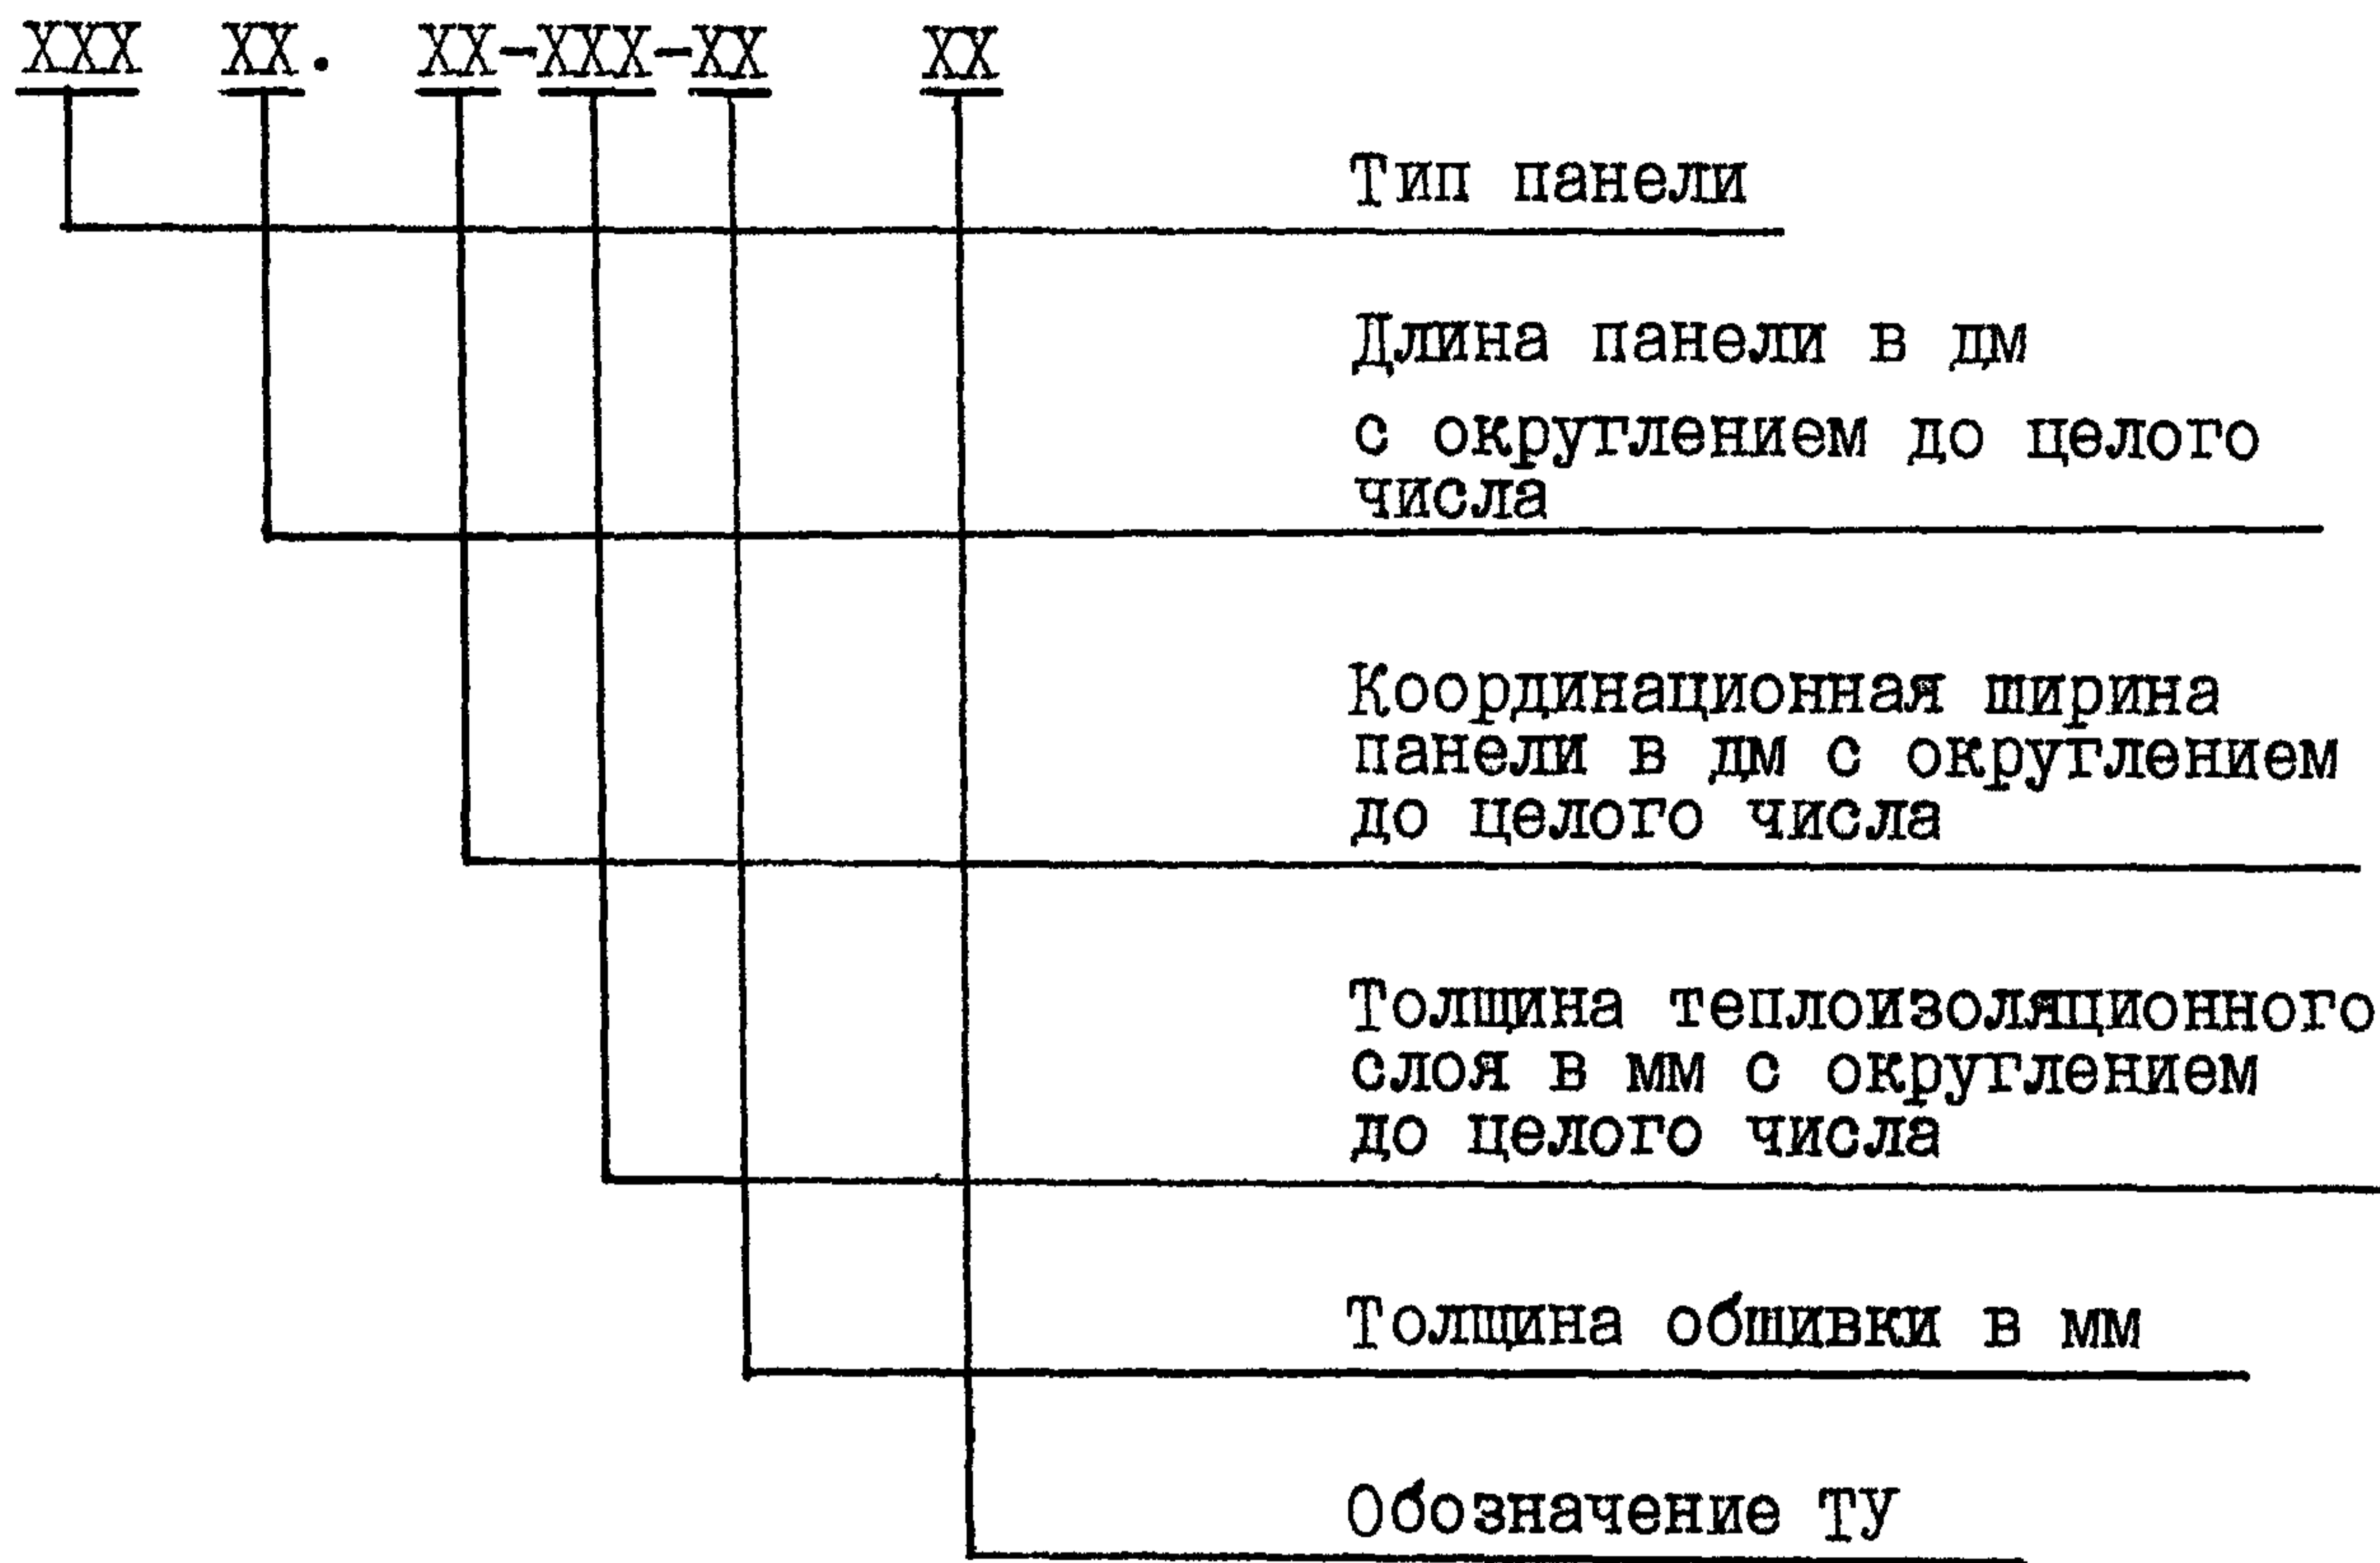 XXX XX. XX-XXX-XX XX
Тип панели
Длина панели в дм
с округлением до целого
числа
Координационная ширина
панели в дм с округлением
до целого числа
Толщина теплоизоляционного
слоя в мм с округлением
до целого числа
Толщина обшивки в мм
Обозначение ТУ